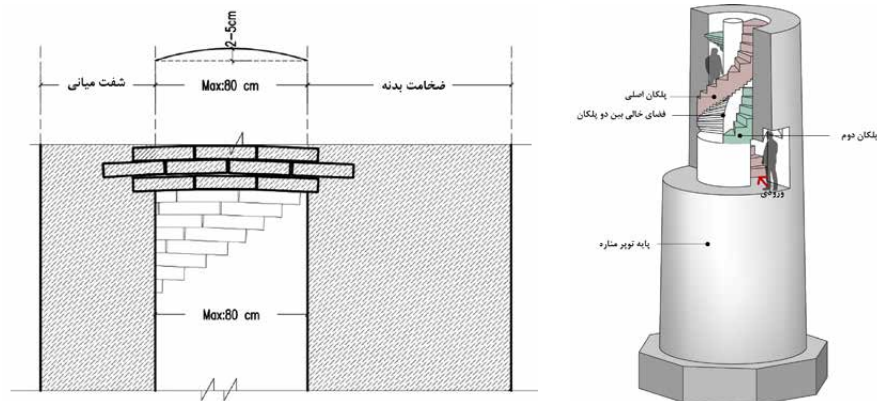 2-5cm
شفت میانی
Max:80 cm
ضخامت بدنه
Max:80 cm
پلکان اصلی
فضای خالی بین دو پلکان
پلکان دوم
ورودی
پایه توپر مناره